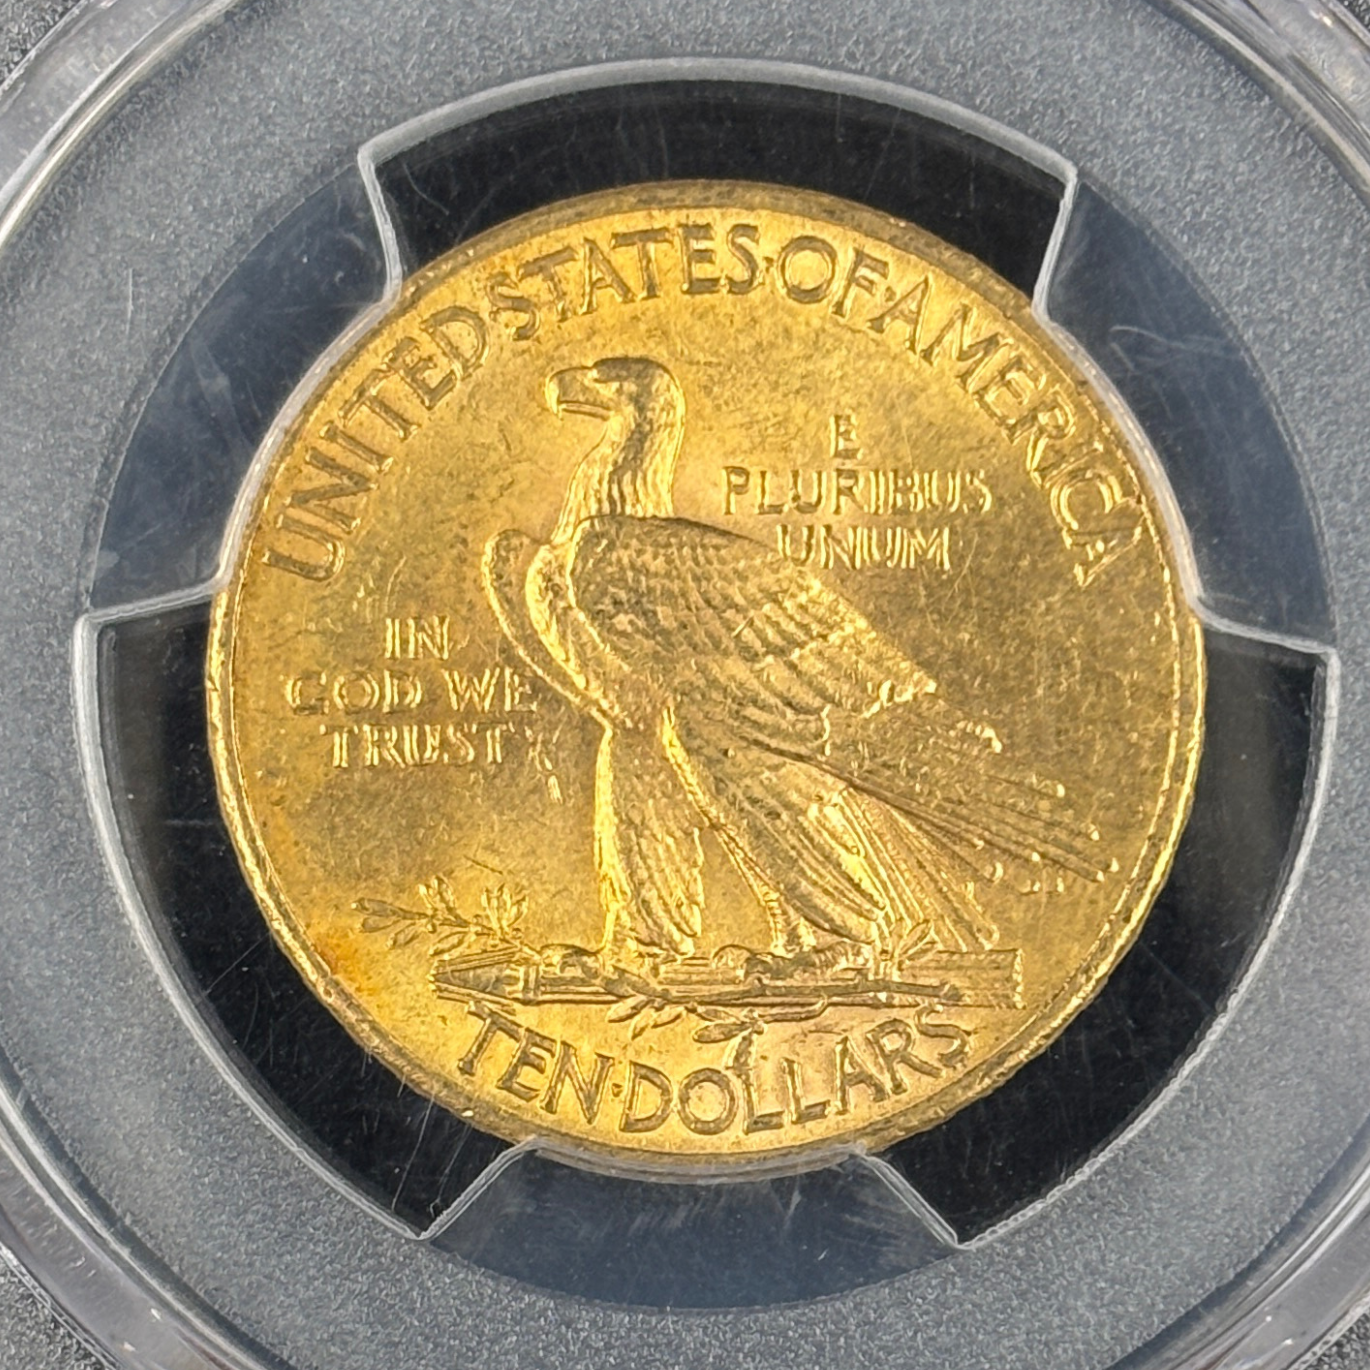 UNITED·STATES·OF·AMERICA
E
PLURIBUS
UNUM
IN
GOD WE
TRUST
TEN·DOLLARS